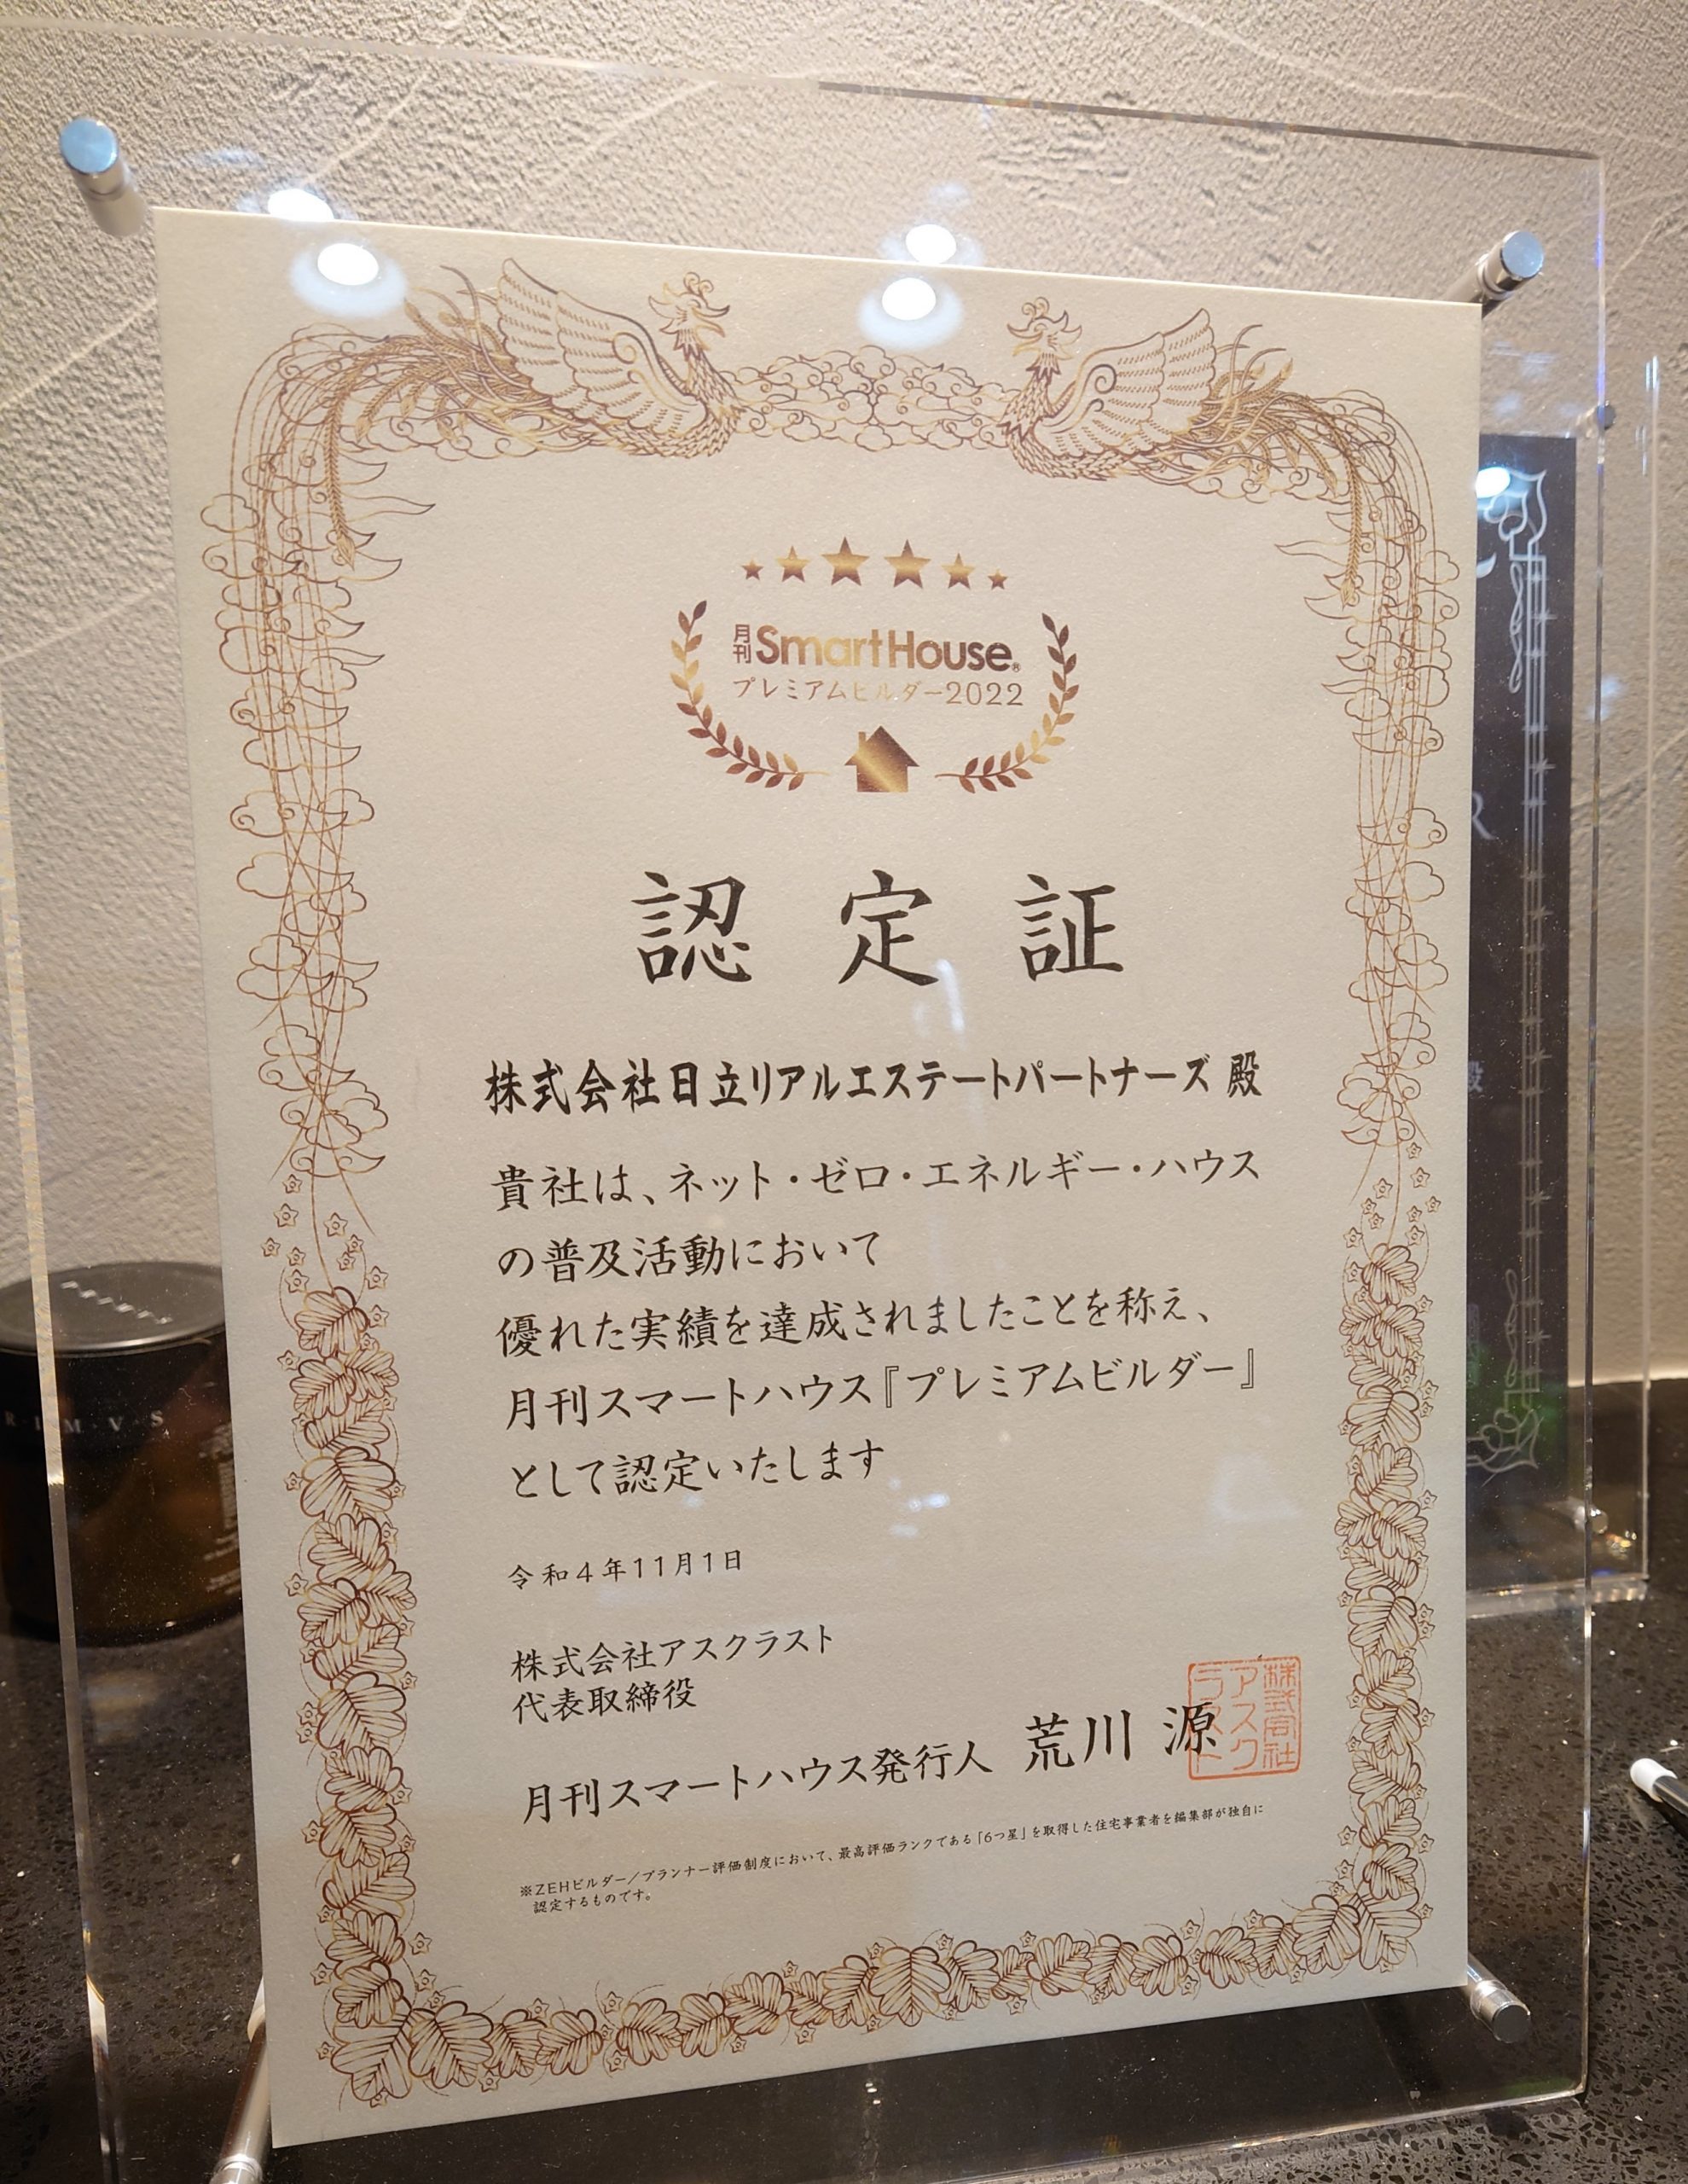 月刊SmartHouse®
プレミアムビルダー2022
認定証
株式会社日立リアルエステートパートナーズ 殿
貴社は、ネット・ゼロ・エネルギー・ハウス
の普及活動において
優れた実績を達成されましたことを称え、
月刊スマートハウス『プレミアムビルダー』
として認定いたします
令和4年11月1日
株式会社アスクラスト
代表取締役
月刊スマートハウス発行人 荒川 源
株式会社
アスク
ラスト
※ZEHビルダー/プランナー評価制度において、最高評価ランクである「6つ星」を取得した住宅事業者を編集部が独自に
認定するものです。
R
殿
R I M V S